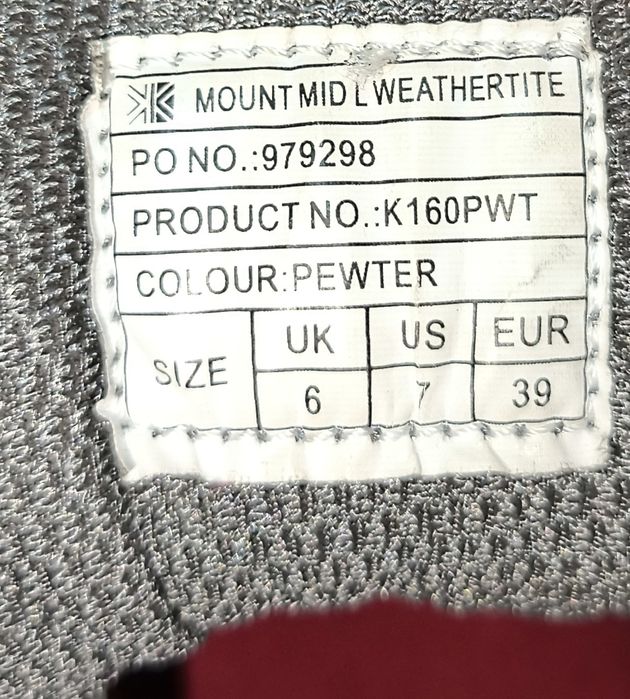 MOUNT MID L WEATHERTITE
PO NO.:979298
PRODUCT NO.:K160PWT
COLOUR:PEWTER
SIZE
UK US EUR
6 7 39